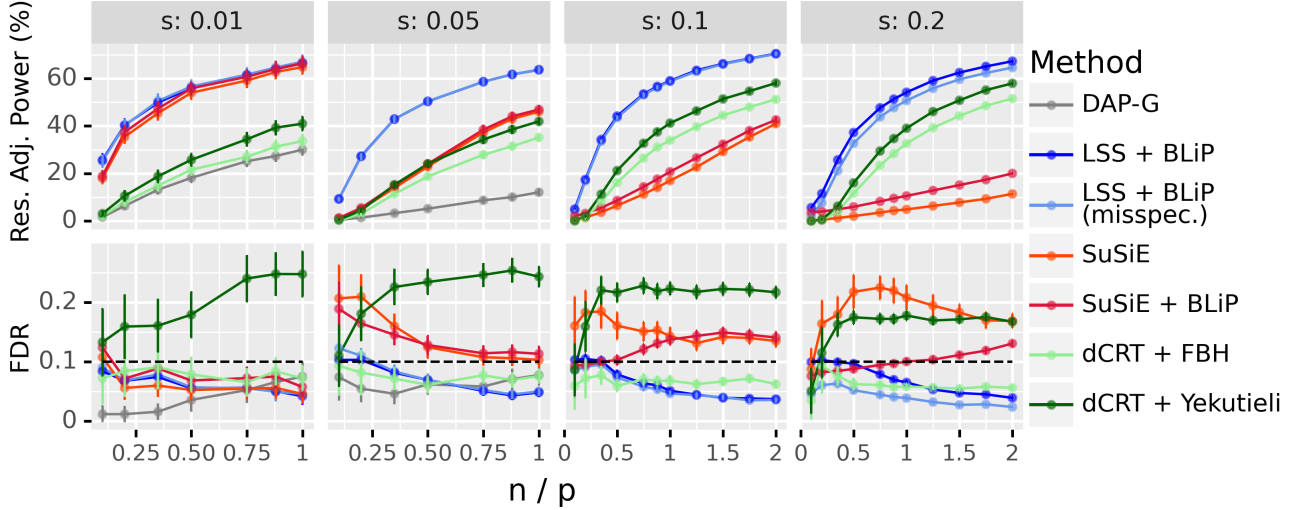 s: 0.01
s: 0.05
s: 0.1
s: 0.2
Res. Adj. Power (%)
60
40
20
0
FDR
0.2
0.1
0
0.25 0.50 0.75 1
0.25 0.50 0.75 1
0 0.5 1 1.5 2
0 0.5 1 1.5 2
n / p
Method
DAP-G
LSS + BLiP
LSS + BLiP
(misspec.)
SuSiE
SuSiE + BLiP
dCRT + FBH
dCRT + Yekutieli